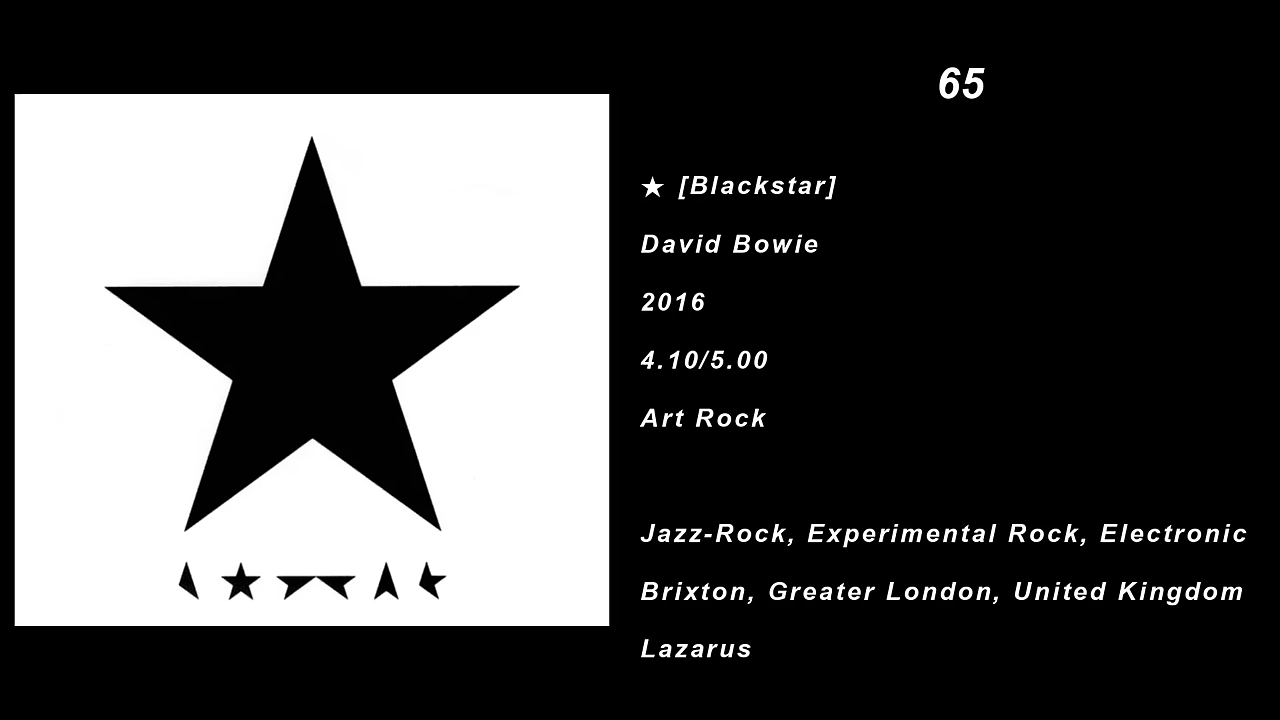 65
★ [Blackstar]
David Bowie
2016
4.10/5.00
Art Rock
Jazz-Rock, Experimental Rock, Electronic
Brixton, Greater London, United Kingdom
Lazarus